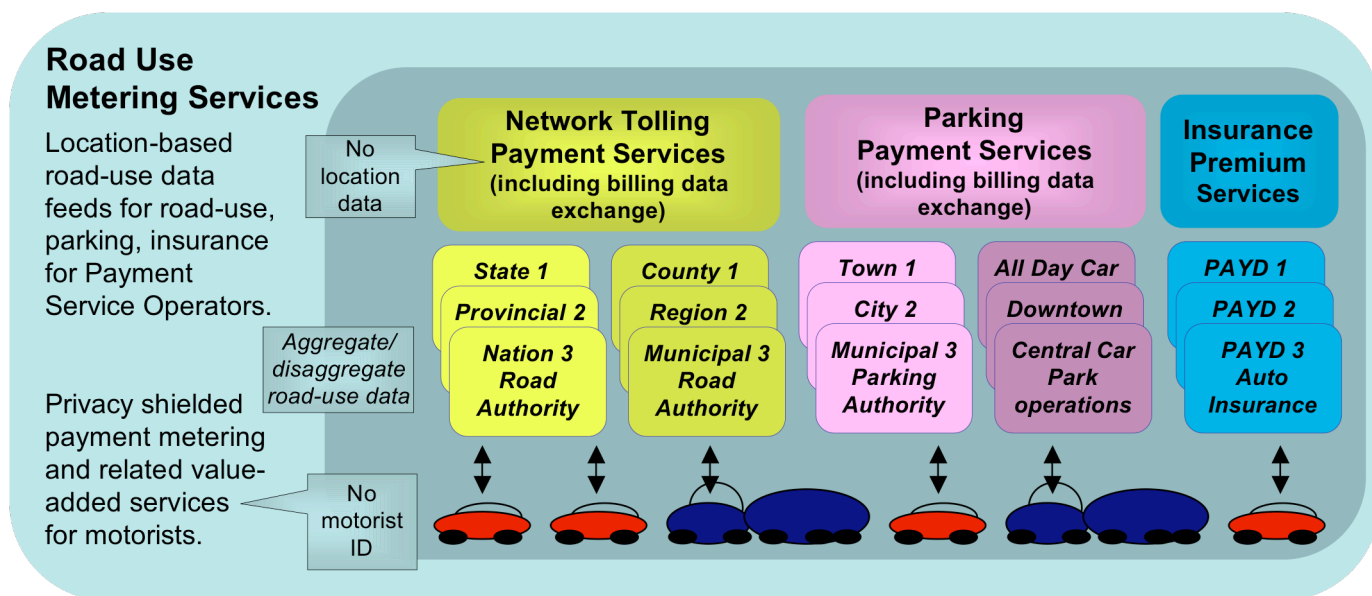 Road Use
Metering Services
Location-based
road-use data
feeds for road-use,
parking, insurance
for Payment
Service Operators.
Privacy shielded
payment metering
and related value-
added services
for motorists.
No
location
data
Aggregate/
disaggregate
road-use data
No
motorist
ID
Network Tolling
Payment Services
(including billing data
exchange)
Parking
Payment Services
(including billing data
exchange)
Insurance
Premium
Services
State 1
Provincial 2
Nation 3
Road
Authority
County 1
Region 2
Municipal 3
Road
Authority
Town 1
City 2
Municipal 3
Parking
Authority
All Day Car
Downtown
Central Car
Park
operations
PAYD 1
PAYD 2
PAYD 3
Auto
Insurance